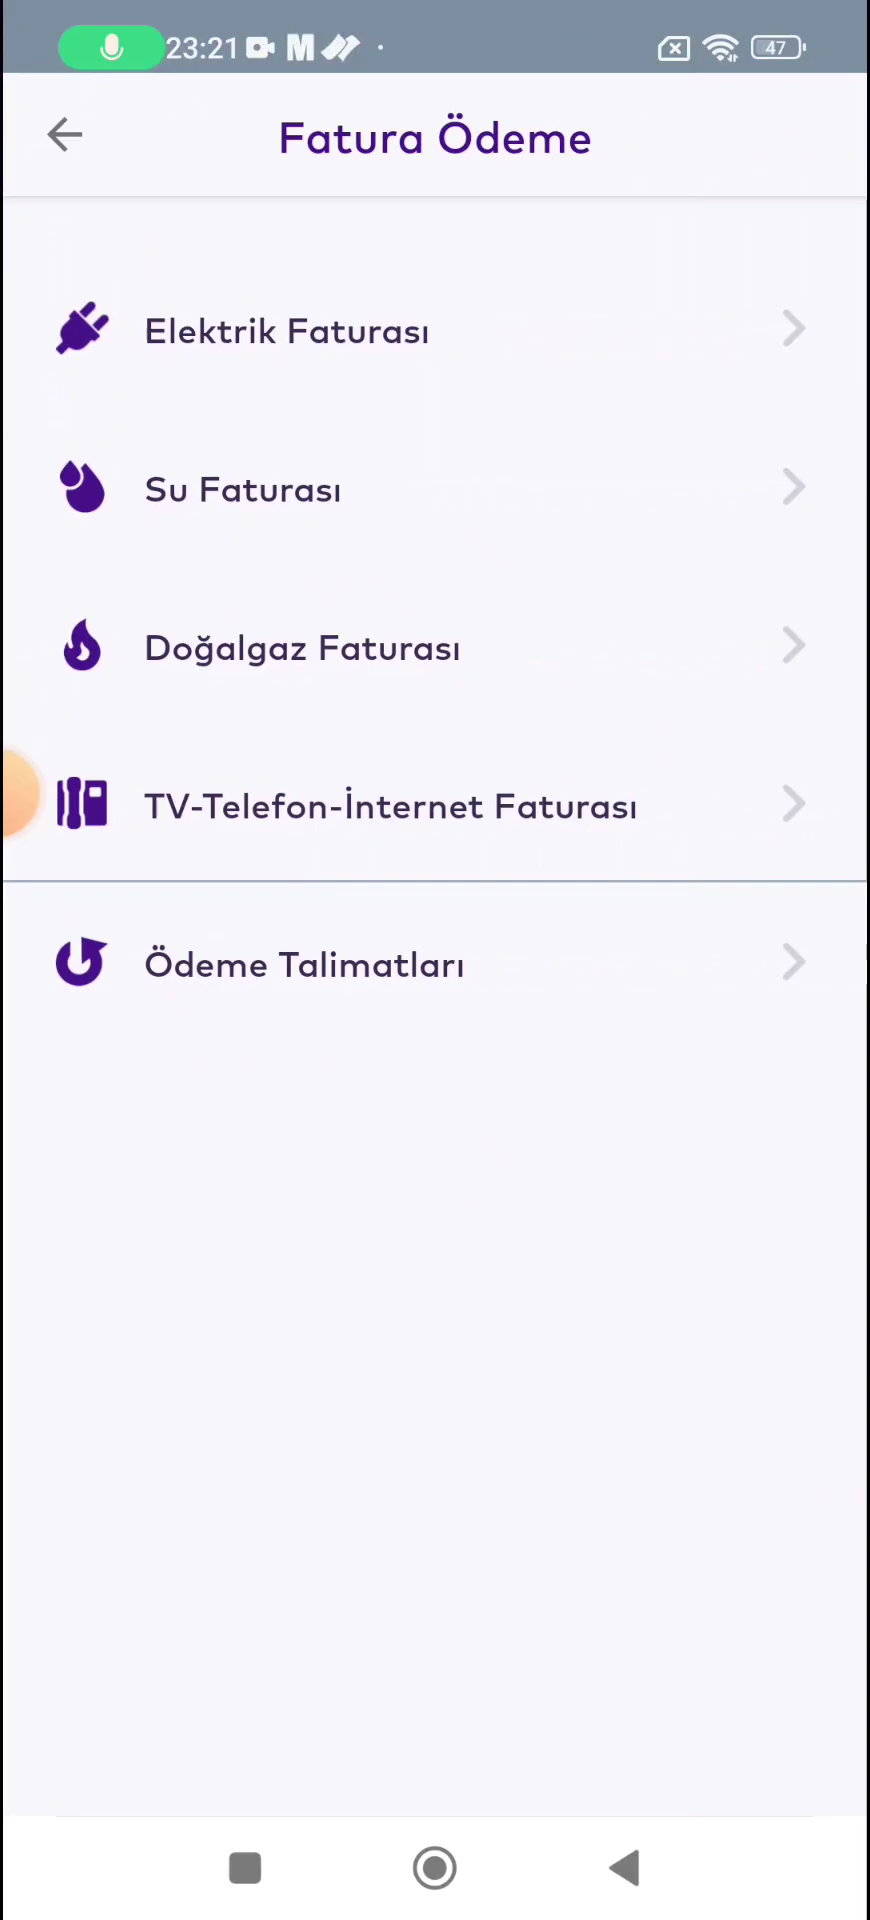 23:21 M
47
Fatura Ödeme
Elektrik Faturası
Su Faturası
Doğalgaz Faturası
TV-Telefon-İnternet Faturası
Ödeme Talimatları